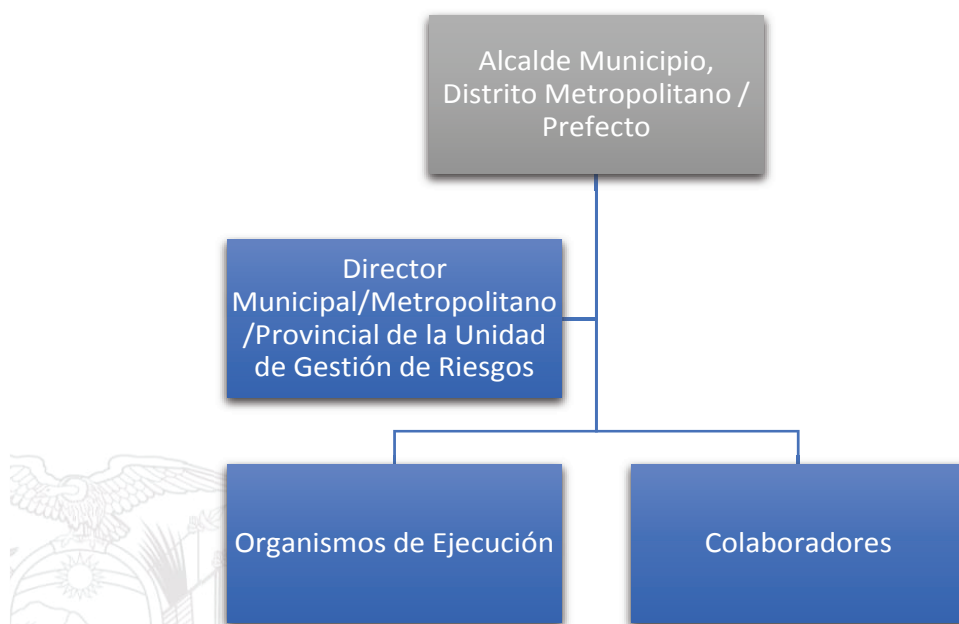 Alcalde Municipio,
Distrito Metropolitano /
Prefecto
Director
Municipal/Metropolitano
/Provincial de la Unidad
de Gestión de Riesgos
Organismos de Ejecución
Colaboradores